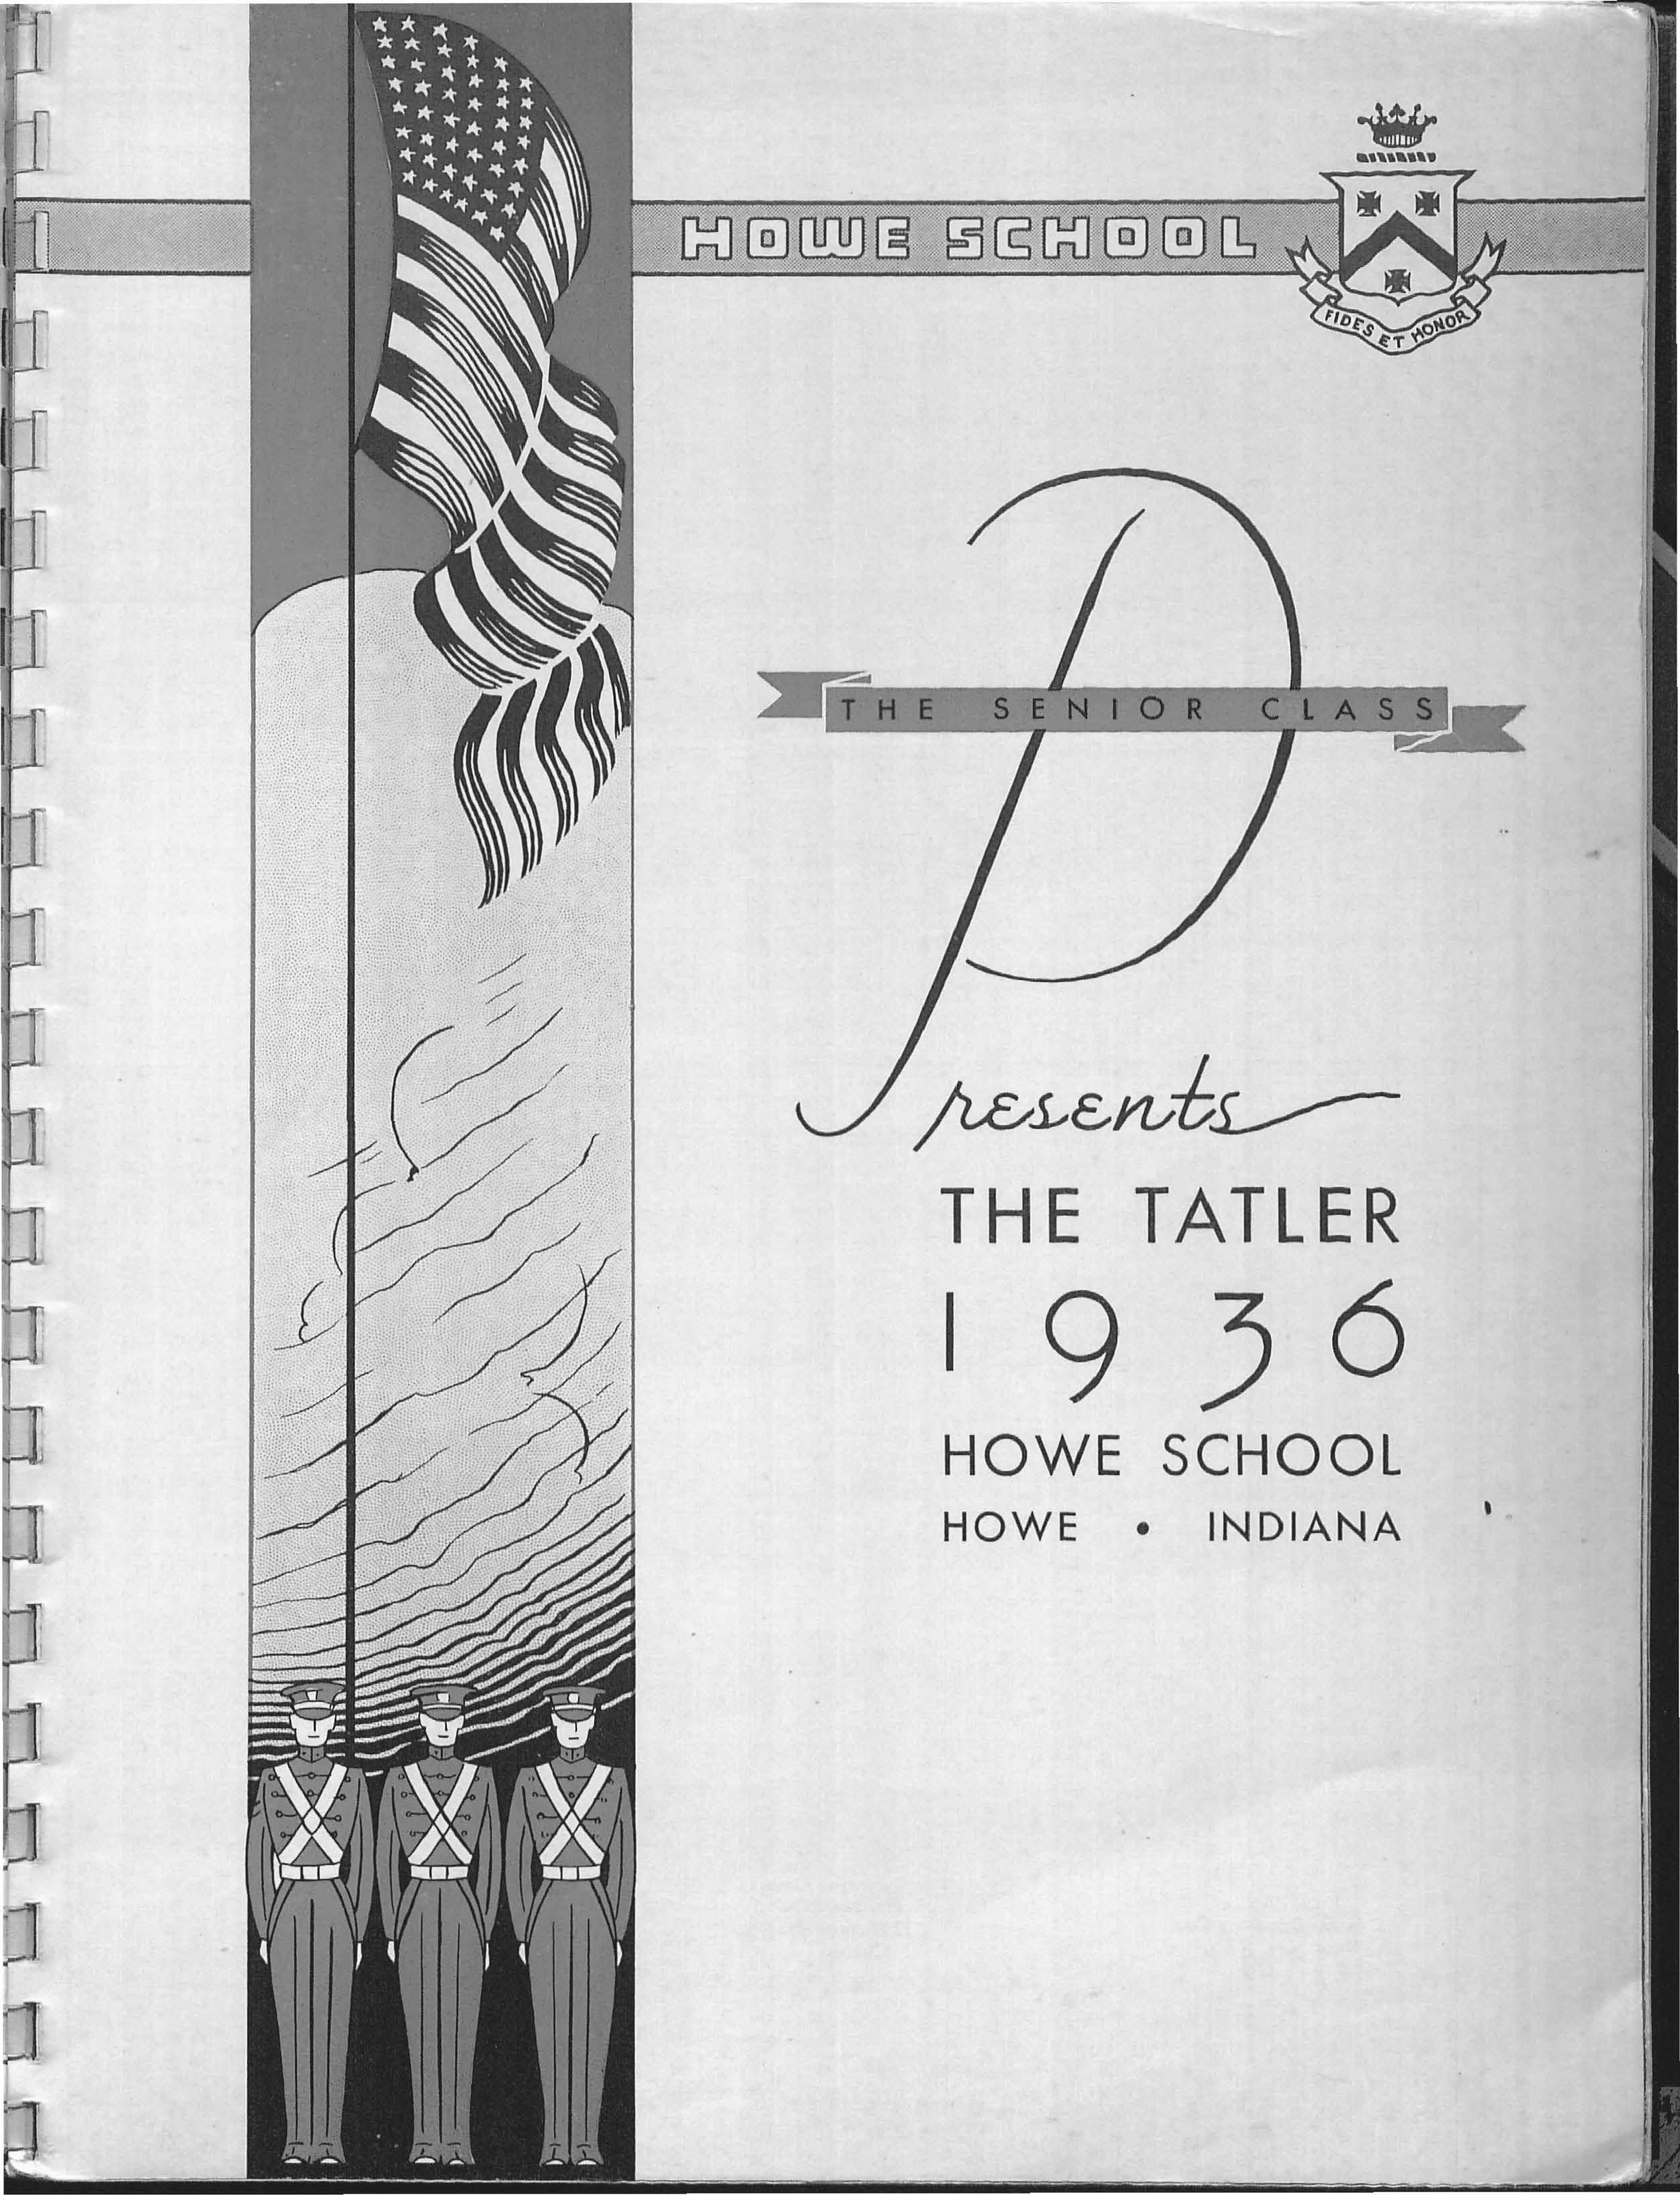 HOWE SCHOOL
FIDES ET HONOR
THE SENIOR CLASS
Presents
THE TATLER
1936
HOWE SCHOOL
HOWE • INDIANA